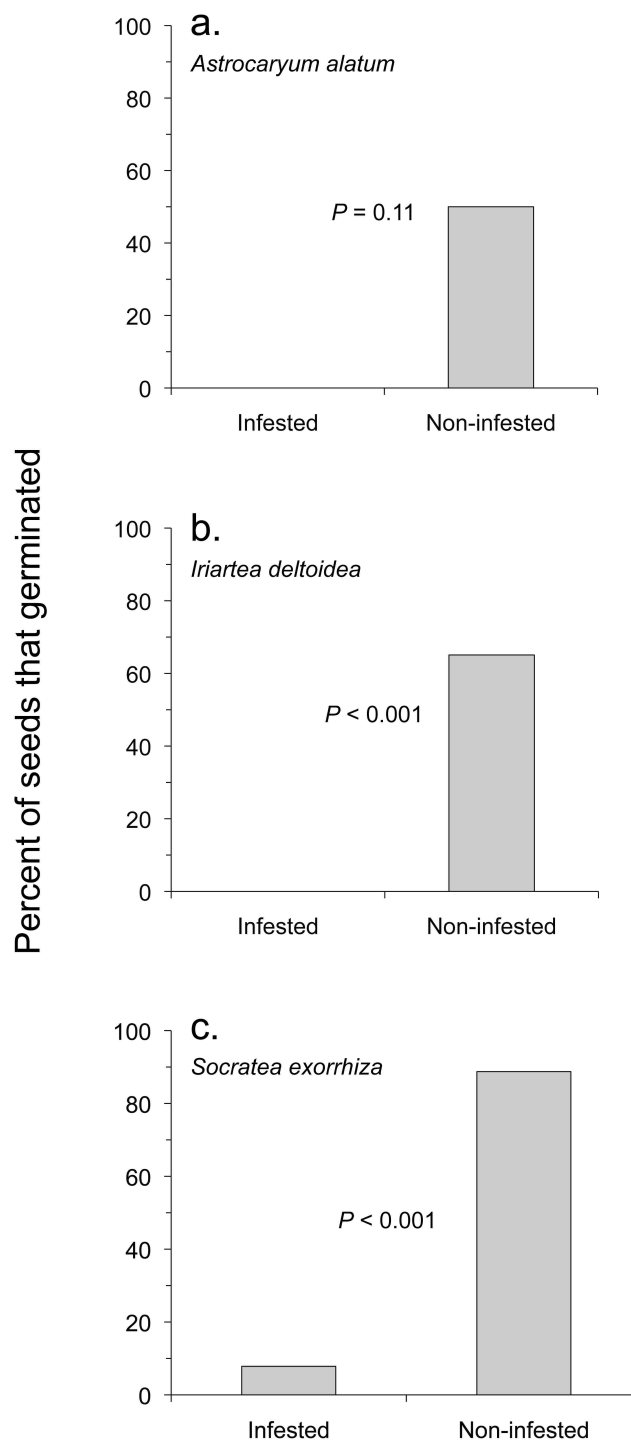 Percent of seeds that germinated
a.
Astrocaryum alatum
100
80
60
40
20
0
P = 0.11
Infested
Non-infested
b.
Iriartea deltoidea
100
80
60
40
20
0
P < 0.001
Infested
Non-infested
c.
Socratea exorrhiza
100
80
60
40
20
0
P < 0.001
Infested
Non-infested